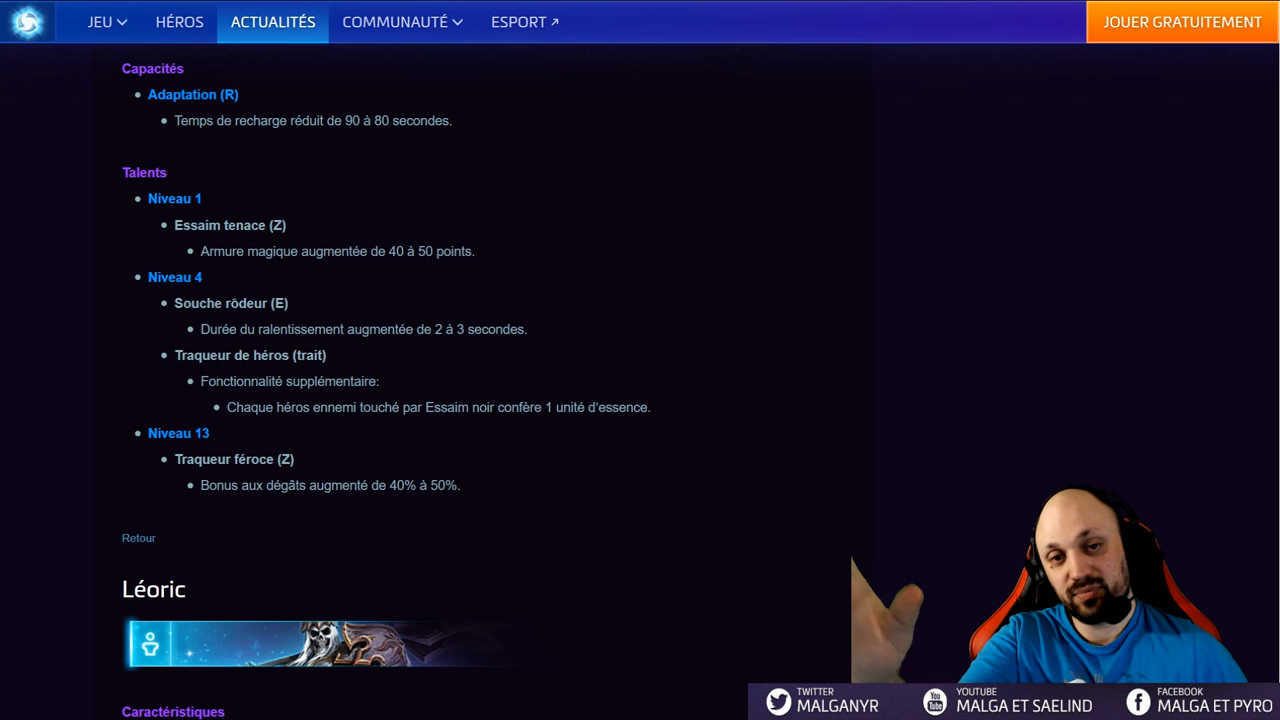 JEU HÉROS ACTUALITÉS COMMUNAUTÉ ESPORT JOUER GRATUITEMENT
Capacités
Adaptation (R)
Temps de recharge réduit de 90 à 80 secondes.
Talents
Niveau 1
Essaim tenace (Z)
Armure magique augmentée de 40 à 50 points.
Niveau 4
Souche rôdeur (E)
Durée du ralentissement augmentée de 2 à 3 secondes.
Traqueur de héros (trait)
Fonctionnalité supplémentaire:
Chaque héros ennemi touché par Essaim noir confère 1 unité d'essence.
Niveau 13
Traqueur féroce (Z)
Bonus aux dégâts augmenté de 40% à 50%.
Retour
Léoric
Caractéristiques
TWITTER
MALGANYR
You Tube
YOUTUBE
MALGA ET SAELIND
FACEBOOK
MALGA ET PYRO